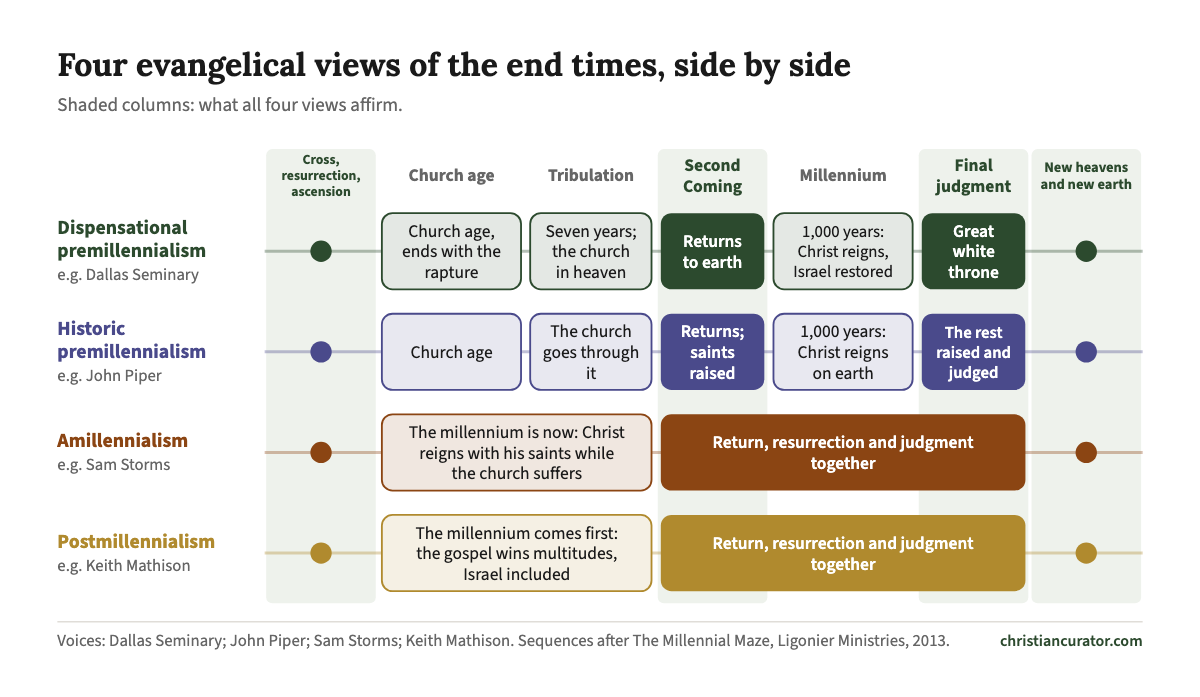 Four evangelical views of the end times, side by side
Shaded columns: what all four views affirm.
Cross,
resurrection,
ascension
Church age
Tribulation
Second
Coming
Millennium
Final
judgment
New heavens
and new earth
Dispensational
premillennialism
e.g. Dallas Seminary
Church age,
ends with the
rapture
Seven years;
the church
in heaven
Returns
to earth
1,000 years:
Christ reigns,
Israel restored
Great
white
throne
Historic
premillennialism
e.g. John Piper
Church age
The church
goes through
it
Returns;
saints
raised
1,000 years:
Christ reigns
on earth
The rest
raised and
judged
Amillennialism
e.g. Sam Storms
The millennium is now: Christ
reigns with his saints while
the church suffers
Return, resurrection and judgment
together
Postmillennialism
e.g. Keith Mathison
The millennium comes first:
the gospel wins multitudes,
Israel included
Return, resurrection and judgment
together
Voices: Dallas Seminary; John Piper; Sam Storms; Keith Mathison. Sequences after The Millennial Maze, Ligonier Ministries, 2013.
christiancurator.com